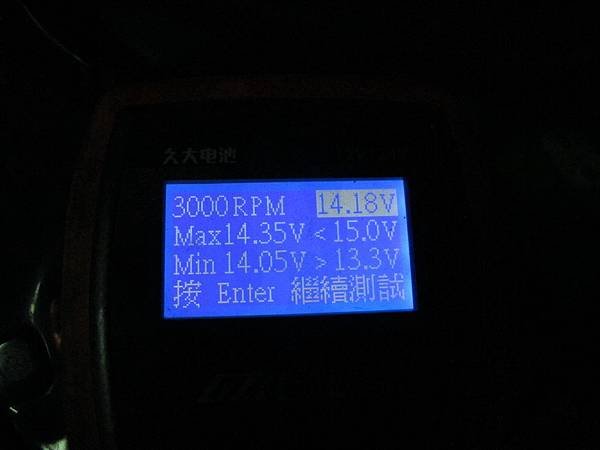 久大电池
3000RPM 14.18V
Max14.35V < 15.0V
Min 14.05V > 13.3V
按 Enter 繼續測試